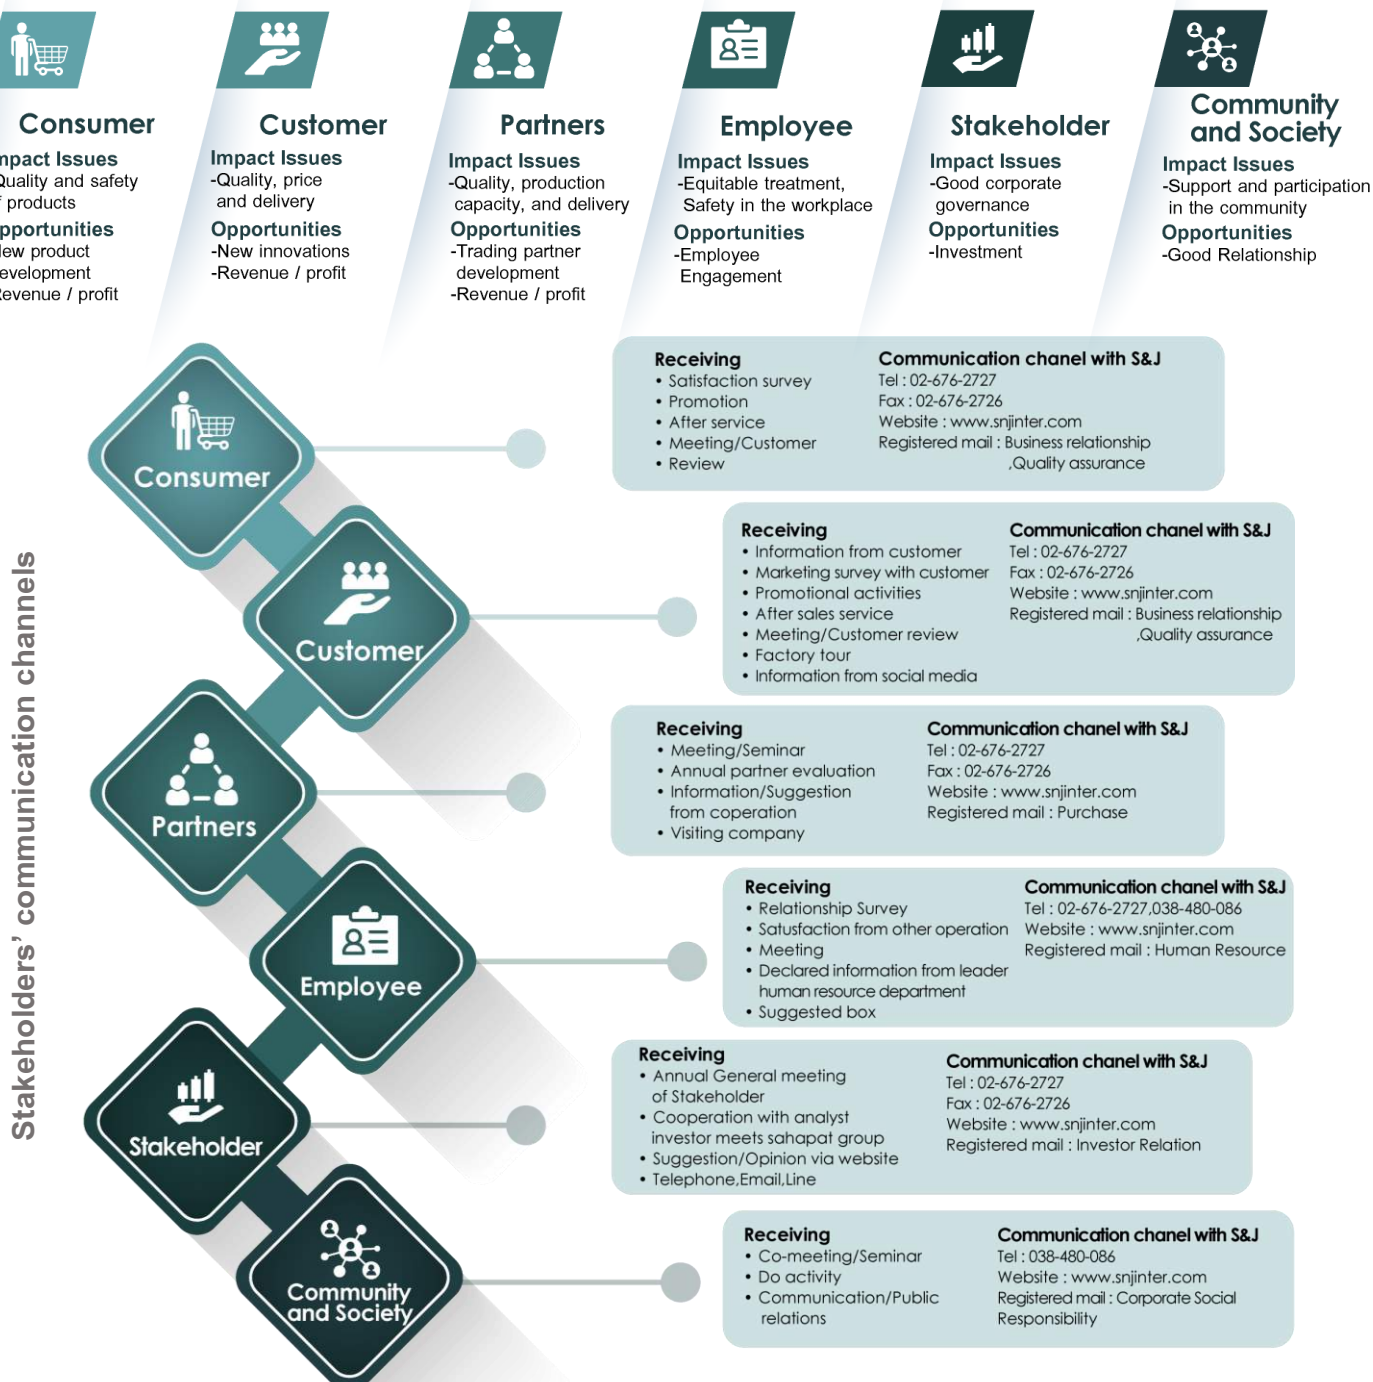 Consumer
mpact Issues
Quality and safety
f products
pportunities
ew product
evelopment
Revenue / profit
Customer
Impact Issues
-Quality, price
and delivery
Opportunities
-New innovations
-Revenue / profit
Partners
Impact Issues
-Quality, production
capacity, and delivery
Opportunities
-Trading partner
development
-Revenue / profit
Employee
Impact Issues
-Equitable treatment,
Safety in the workplace
Opportunities
-Employee
Engagement
Stakeholder
Impact Issues
-Good corporate
governance
Opportunities
-Investment
Community
and Society
Impact Issues
-Support and participation
in the community
Opportunities
-Good Relationship
Stakeholders' communication channels
Consumer
Receiving
• Satisfaction survey
• Promotion
• After service
• Meeting/Customer
• Review
Communication chanel with S&J
Tel : 02-676-2727
Fax : 02-676-2726
Website : www.snjinter.com
Registered mail : Business relationship
,Quality assurance
Customer
Receiving
• Information from customer
• Marketing survey with customer
• Promotional activities
• After sales service
• Meeting/Customer review
• Factory tour
• Information from social media
Communication chanel with S&J
Tel : 02-676-2727
Fax : 02-676-2726
Website : www.snjinter.com
Registered mail : Business relationship
,Quality assurance
Partners
Receiving
• Meeting/Seminar
• Annual partner evaluation
• Information/Suggestion
from coperation
• Visiting company
Communication chanel with S&J
Tel : 02-676-2727
Fax : 02-676-2726
Website : www.snjinter.com
Registered mail : Purchase
Employee
Receiving
• Relationship Survey
• Satusfaction from other operation
• Meeting
• Declared information from leader
human resource department
• Suggested box
Communication chanel with S&J
Tel : 02-676-2727,038-480-086
Website : www.snjinter.com
Registered mail : Human Resource
Stakeholder
Receiving
• Annual General meeting
of Stakeholder
• Cooperation with analyst
investor meets sahapat group
• Suggestion/Opinion via website
• Telephone,Email,Line
Communication chanel with S&J
Tel : 02-676-2727
Fax : 02-676-2726
Website : www.snjinter.com
Registered mail : Investor Relation
Community
and Society
Receiving
• Co-meeting/Seminar
• Do activity
• Communication/Public
relations
Communication chanel with S&J
Tel : 038-480-086
Website : www.snjinter.com
Registered mail : Corporate Social
Responsibility